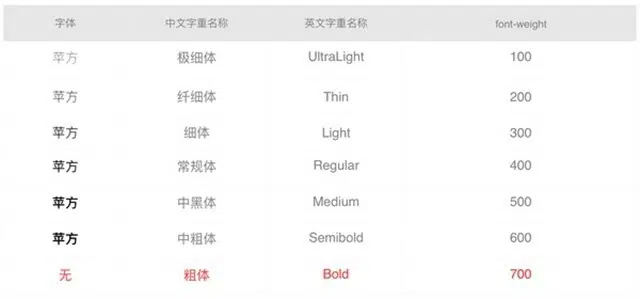 字体 中文字重名称 英文字重名称 font-weight
苹方 极细体 UltraLight 100
苹方 纤细体 Thin 200
苹方 细体 Light 300
苹方 常规体 Regular 400
苹方 中黑体 Medium 500
苹方 中粗体 Semibold 600
无 粗体 Bold 700